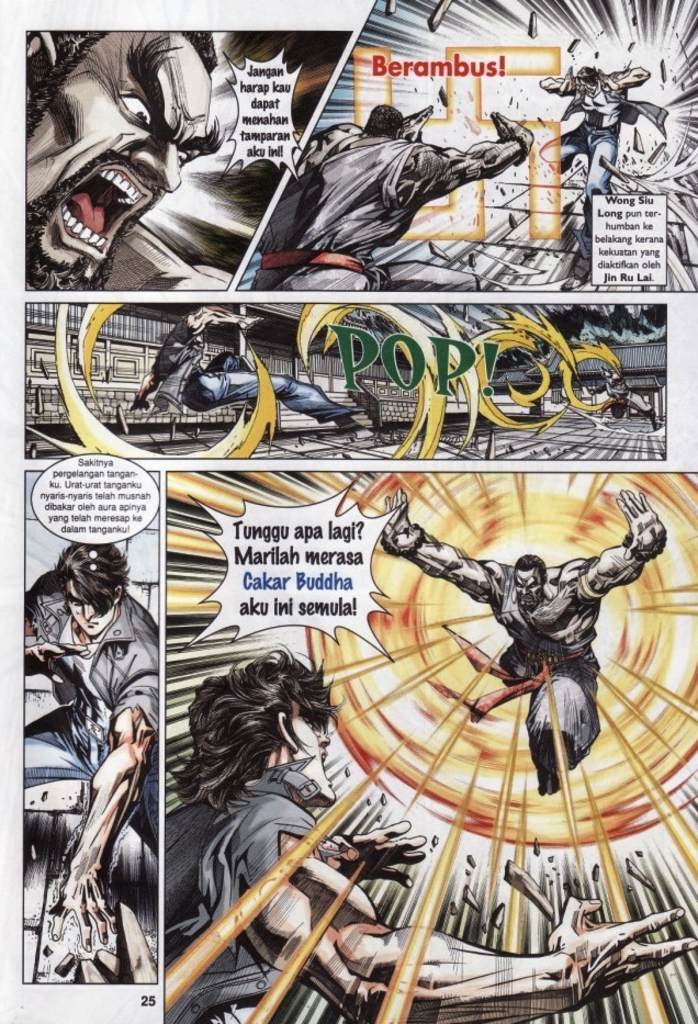 Jangan
harap kau
dapat
menahan
tamparan
aku ini!
Berambus!
Wong Siu
Long pun ter-
humban ke
belakang kerana
kekuatan yang
diaktifkan oleh
Jin Ru Lai.
POP!
Sakitnya
pergelangan tangan-
ku. Urat-urat tanganku
nyaris-nyaris telah musnah
dibakar oleh aura apinya
yang telah meresap ke
dalam tanganku!
Tunggu apa lagi?
Marilah merasa
Cakar Buddha
aku ini semula!
25